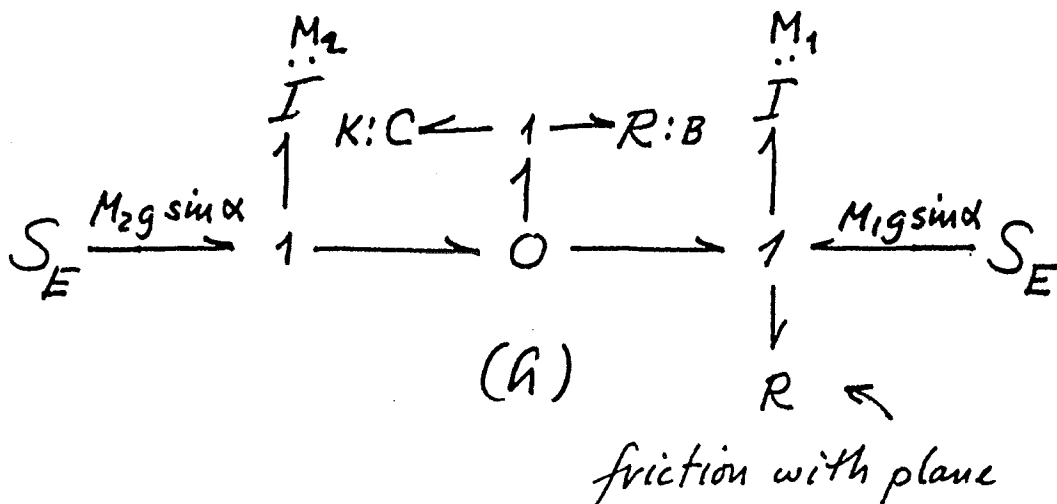 M₂ M₁
I I
K:C 1 R:B
M₂g sin α M₁g sin α
S_E 1 0 1 S_E
(h)
R
friction with plane